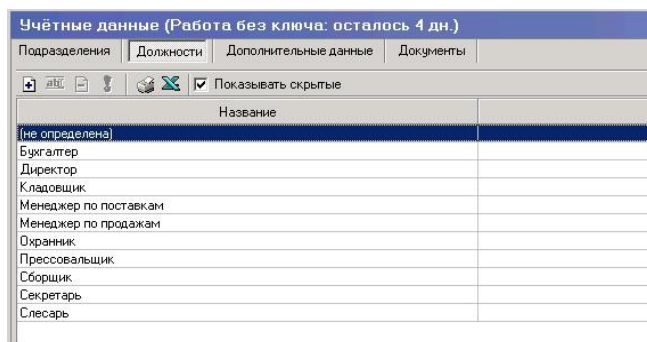 Учётные данные (Работа без ключа: осталось 4 дн.)
Подразделения Должности Дополнительные данные Документы
Показывать скрытые
Название
(не определена)
Бухгалтер
Директор
Кладовщик
Менеджер по поставкам
Менеджер по продажам
Охранник
Прессовальщик
Сборщик
Секретарь
Слесарь